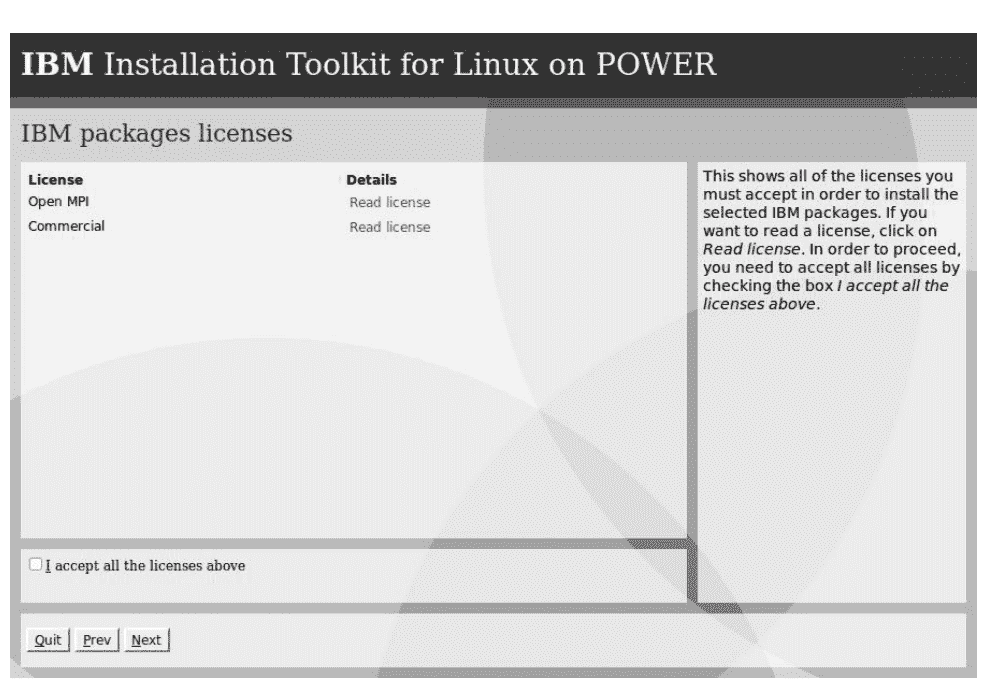 IBM Installation Toolkit for Linux on POWER
IBM packages licenses
License Details
Open MPI Read license
Commercial Read license
This shows all of the licenses you
must accept in order to install the
selected IBM packages. If you
want to read a license, click on
Read license. In order to proceed,
you need to accept all licenses by
checking the box I accept all the
licenses above.
I accept all the licenses above
Quit Prev Next